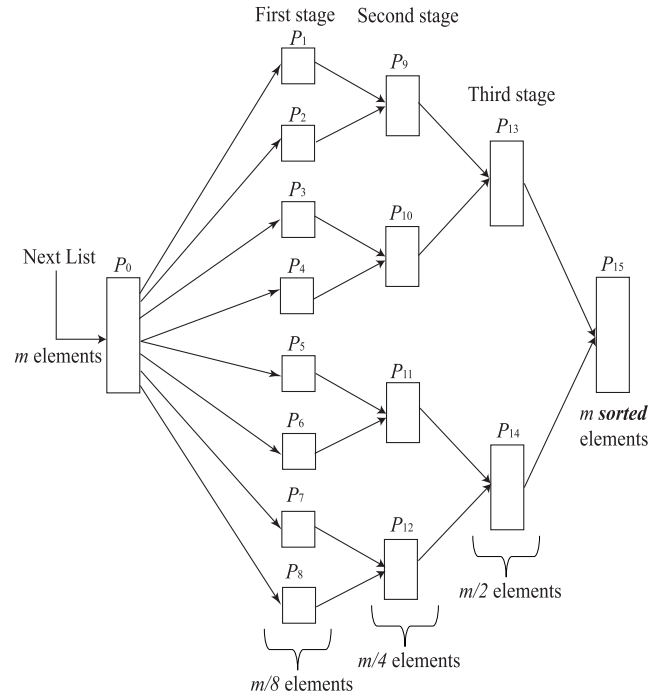 First stage
Second stage
Third stage
P1
P2
P3
P4
P5
P6
P7
P8
P9
P10
P11
P12
P13
P14
P15
Next List
P0
m elements
m sorted
elements
m/2 elements
m/4 elements
m/8 elements